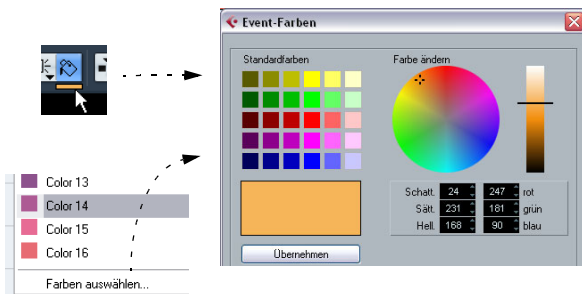 Event-Farben
Standardfarben
Farbe ändern
Schatt. 24 247 rot
Sätt. 231 181 grün
Hell. 168 90 blau
Übernehmen
Color 13
Color 14
Color 15
Color 16
Farben auswählen...